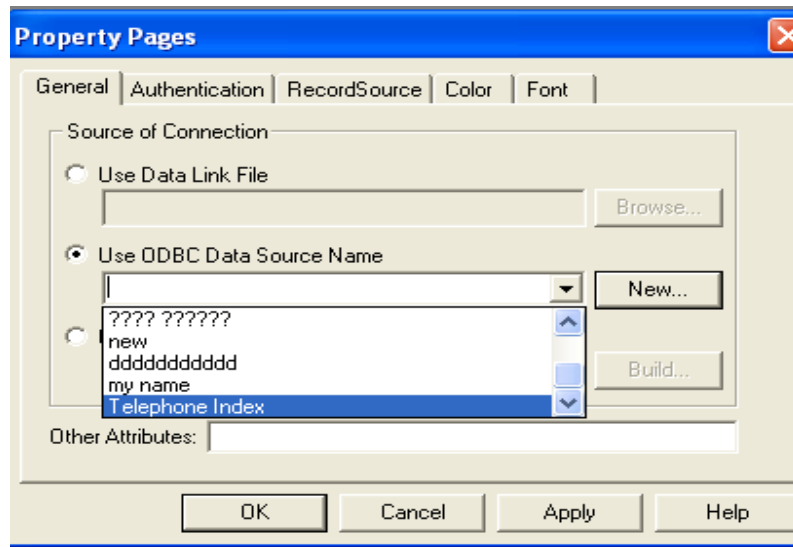 Property Pages
General Authentication RecordSource Color Font
Source of Connection
Use Data Link File
Browse...
Use ODBC Data Source Name
New...
???? ??????
new
ddddddddddd
my name
Telephone Index
Build...
Other Attributes:
OK Cancel Apply Help